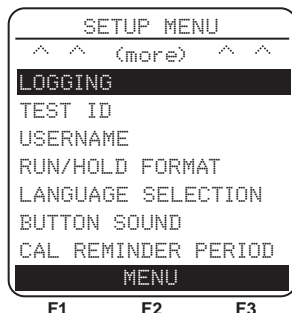 SETUP MENU
^ ^ (more) ^ ^
LOGGING
TEST ID
USERNAME
RUN/HOLD FORMAT
LANGUAGE SELECTION
BUTTON SOUND
CAL REMINDER PERIOD
MENU
F1 F2 F3